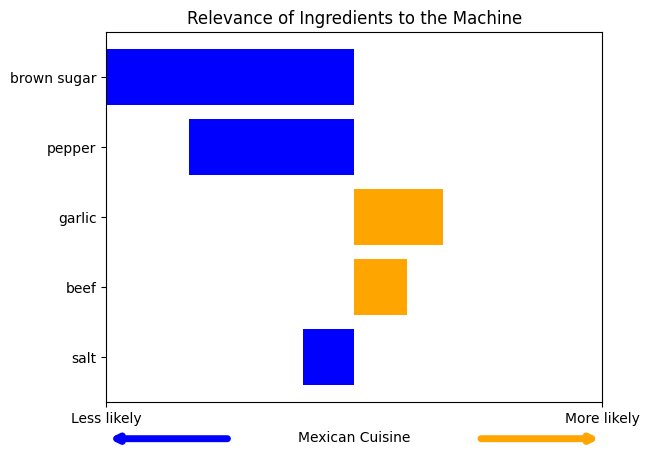 Relevance of Ingredients to the Machine
brown sugar
pepper
garlic
beef
salt
Less likely
More likely
Mexican Cuisine